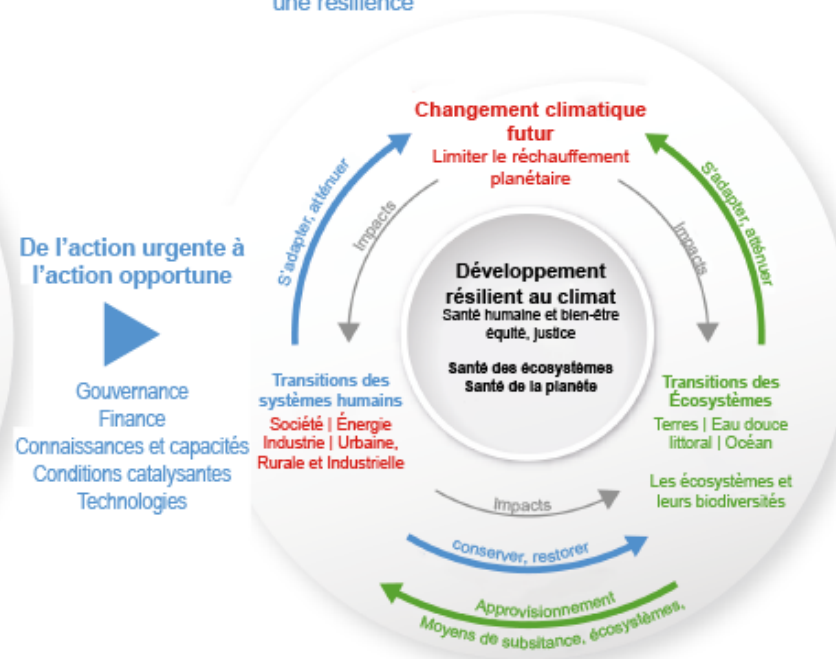 une résilience
Changement climatique
futur
Limiter le réchauffement
planétaire
S'adapter, atténuer
Impacts
Impacts
S'adapter, atténuer
De l'action urgente à
l'action opportune
Gouvernance
Finance
Connaissances et capacités
Conditions catalysantes
Technologies
Développement
résilient au climat
Santé humaine et bien-être
équité, justice
Santé des écosystèmes
Santé de la planète
Transitions des
systèmes humains
Société | Énergie
Industrie | Urbaine,
Rurale et Industrielle
Transitions des
Écosystèmes
Terres | Eau douce
littoral | Océan
Les écosystèmes et
leurs biodiversités
Impacts
conserver, restorer
Approvisionnement
Moyens de subsitance, écosystèmes,